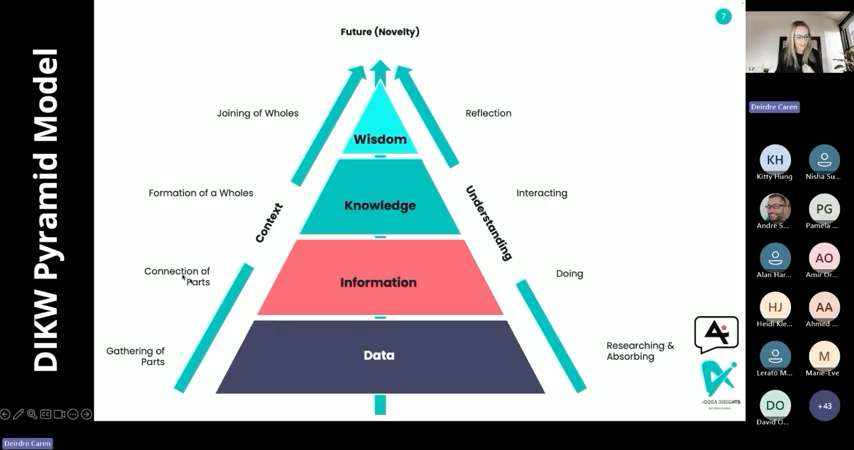 DIKW Pyramid Model
7
Future (Novelty)
Joining of Wholes
Reflection
Wisdom
Formation of a Wholes
Interacting
Knowledge
Context
Understanding
Connection of
Parts
Doing
Information
Gathering of
Parts
Data
Researching &
Absorbing
Deirdre Caren
Deirdre Caren
KH
Kitty Hung
Nisha Su...
André S...
PG
Pamela ...
Alan Har...
AO
Amir Or...
HJ
Heidi Kle...
AA
Ahmed ...
Lerato M...
M
Marie-Eve
DO
David O...
+43